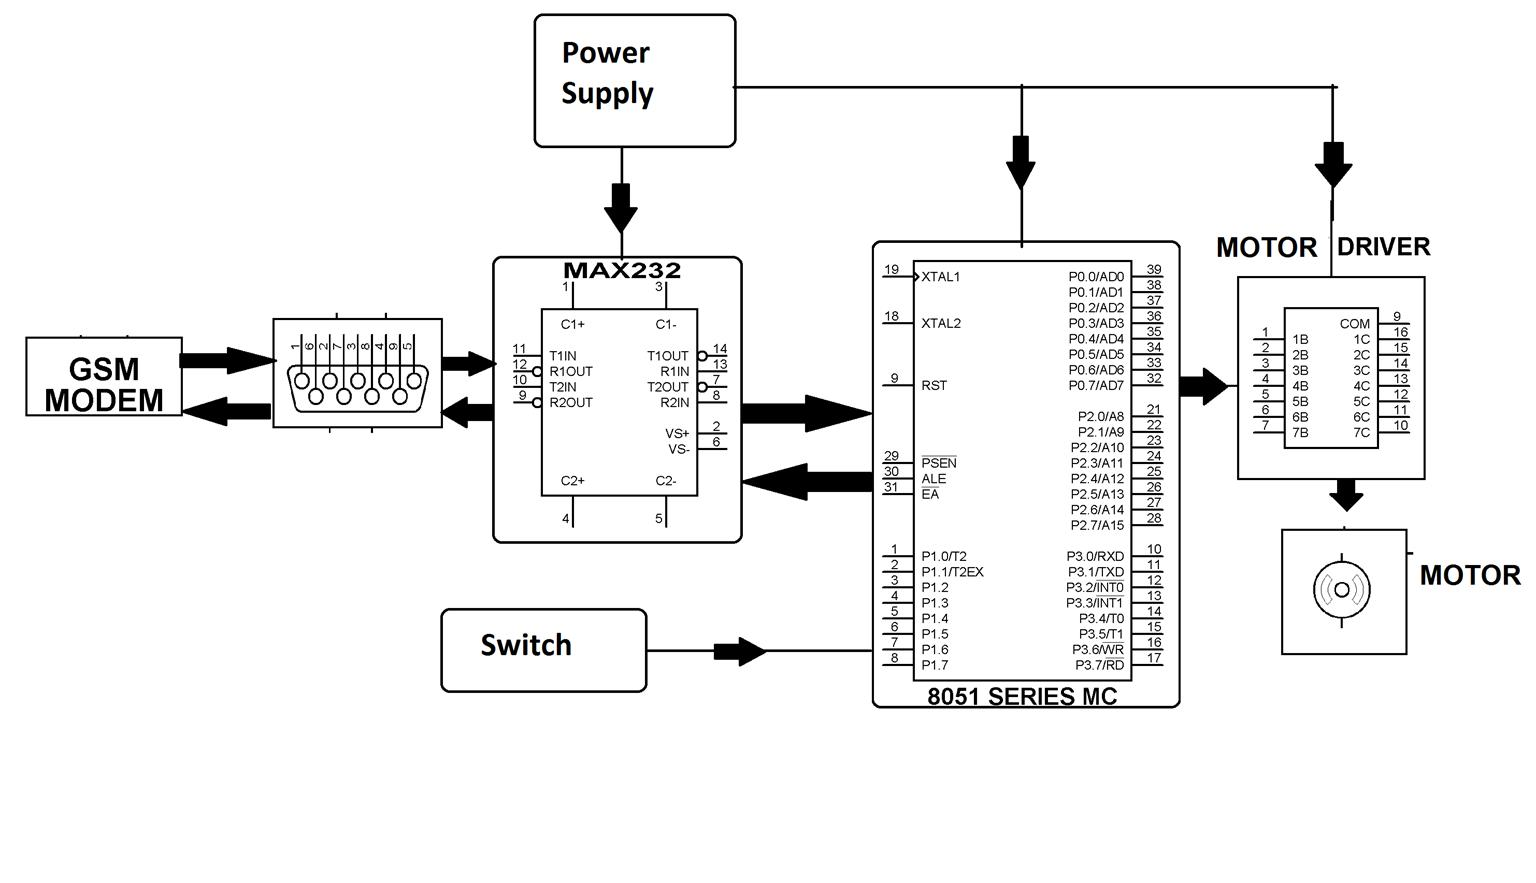 Power
Supply
MOTOR DRIVER
MAX232
1
3
C1+
C1-
11
T1IN
T1OUT
14
12
R1OUT
R1IN
13
10
T2IN
T2OUT
7
9
R2OUT
R2IN
8
VS+
2
VS-
6
C2+
C2-
4
5
GSM
MODEM
1
6
2
7
3
8
4
9
5
19
XTAL1
18
XTAL2
9
RST
29
PSEN
30
ALE
31
EA
1
P1.0/T2
2
P1.1/T2EX
3
P1.2
4
P1.3
5
P1.4
6
P1.5
7
P1.6
8
P1.7
P0.0/AD0
39
P0.1/AD1
38
P0.2/AD2
37
P0.3/AD3
36
P0.4/AD4
35
P0.5/AD5
34
P0.6/AD6
33
P0.7/AD7
32
P2.0/A8
21
P2.1/A9
22
P2.2/A10
23
P2.3/A11
24
P2.4/A12
25
P2.5/A13
26
P2.6/A14
27
P2.7/A15
28
P3.0/RXD
10
P3.1/TXD
11
P3.2/INT0
12
P3.3/INT1
13
P3.4/T0
14
P3.5/T1
15
P3.6/WR
16
P3.7/RD
17
8051 SERIES MC
COM
9
1
1B
1C
16
2
2B
2C
15
3
3B
3C
14
4
4B
4C
13
5
5B
5C
12
6
6B
6C
11
7
7B
7C
10
MOTOR
Switch